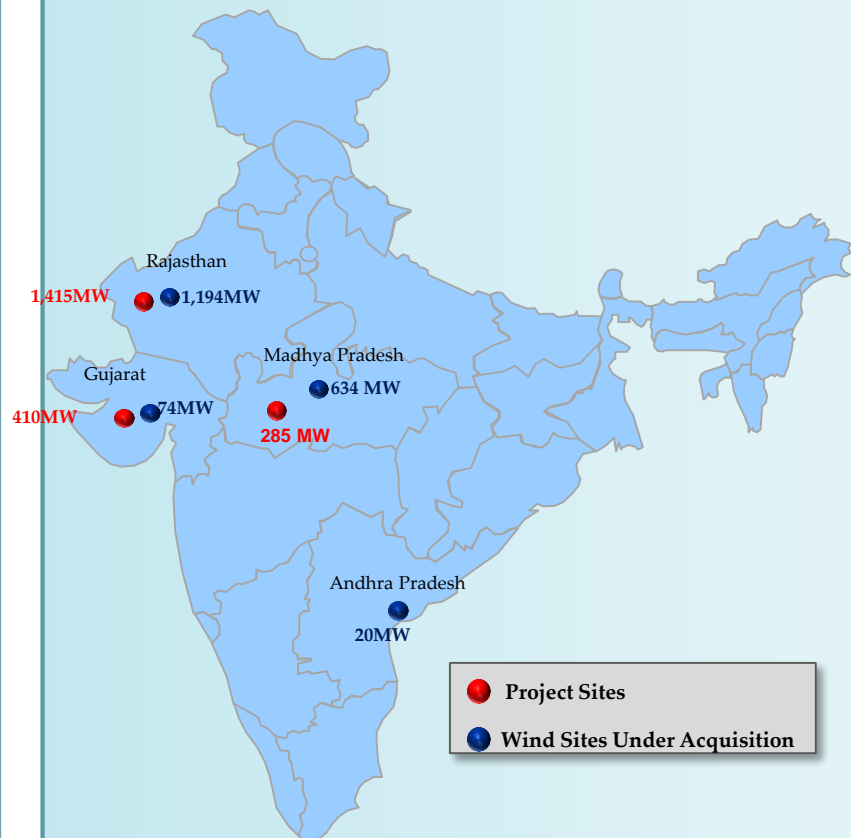 Rajasthan
1,415MW
1,194MW
Madhya Pradesh
Gujarat
634 MW
410MW
74MW
285 MW
Andhra Pradesh
20MW
Project Sites
Wind Sites Under Acquisition